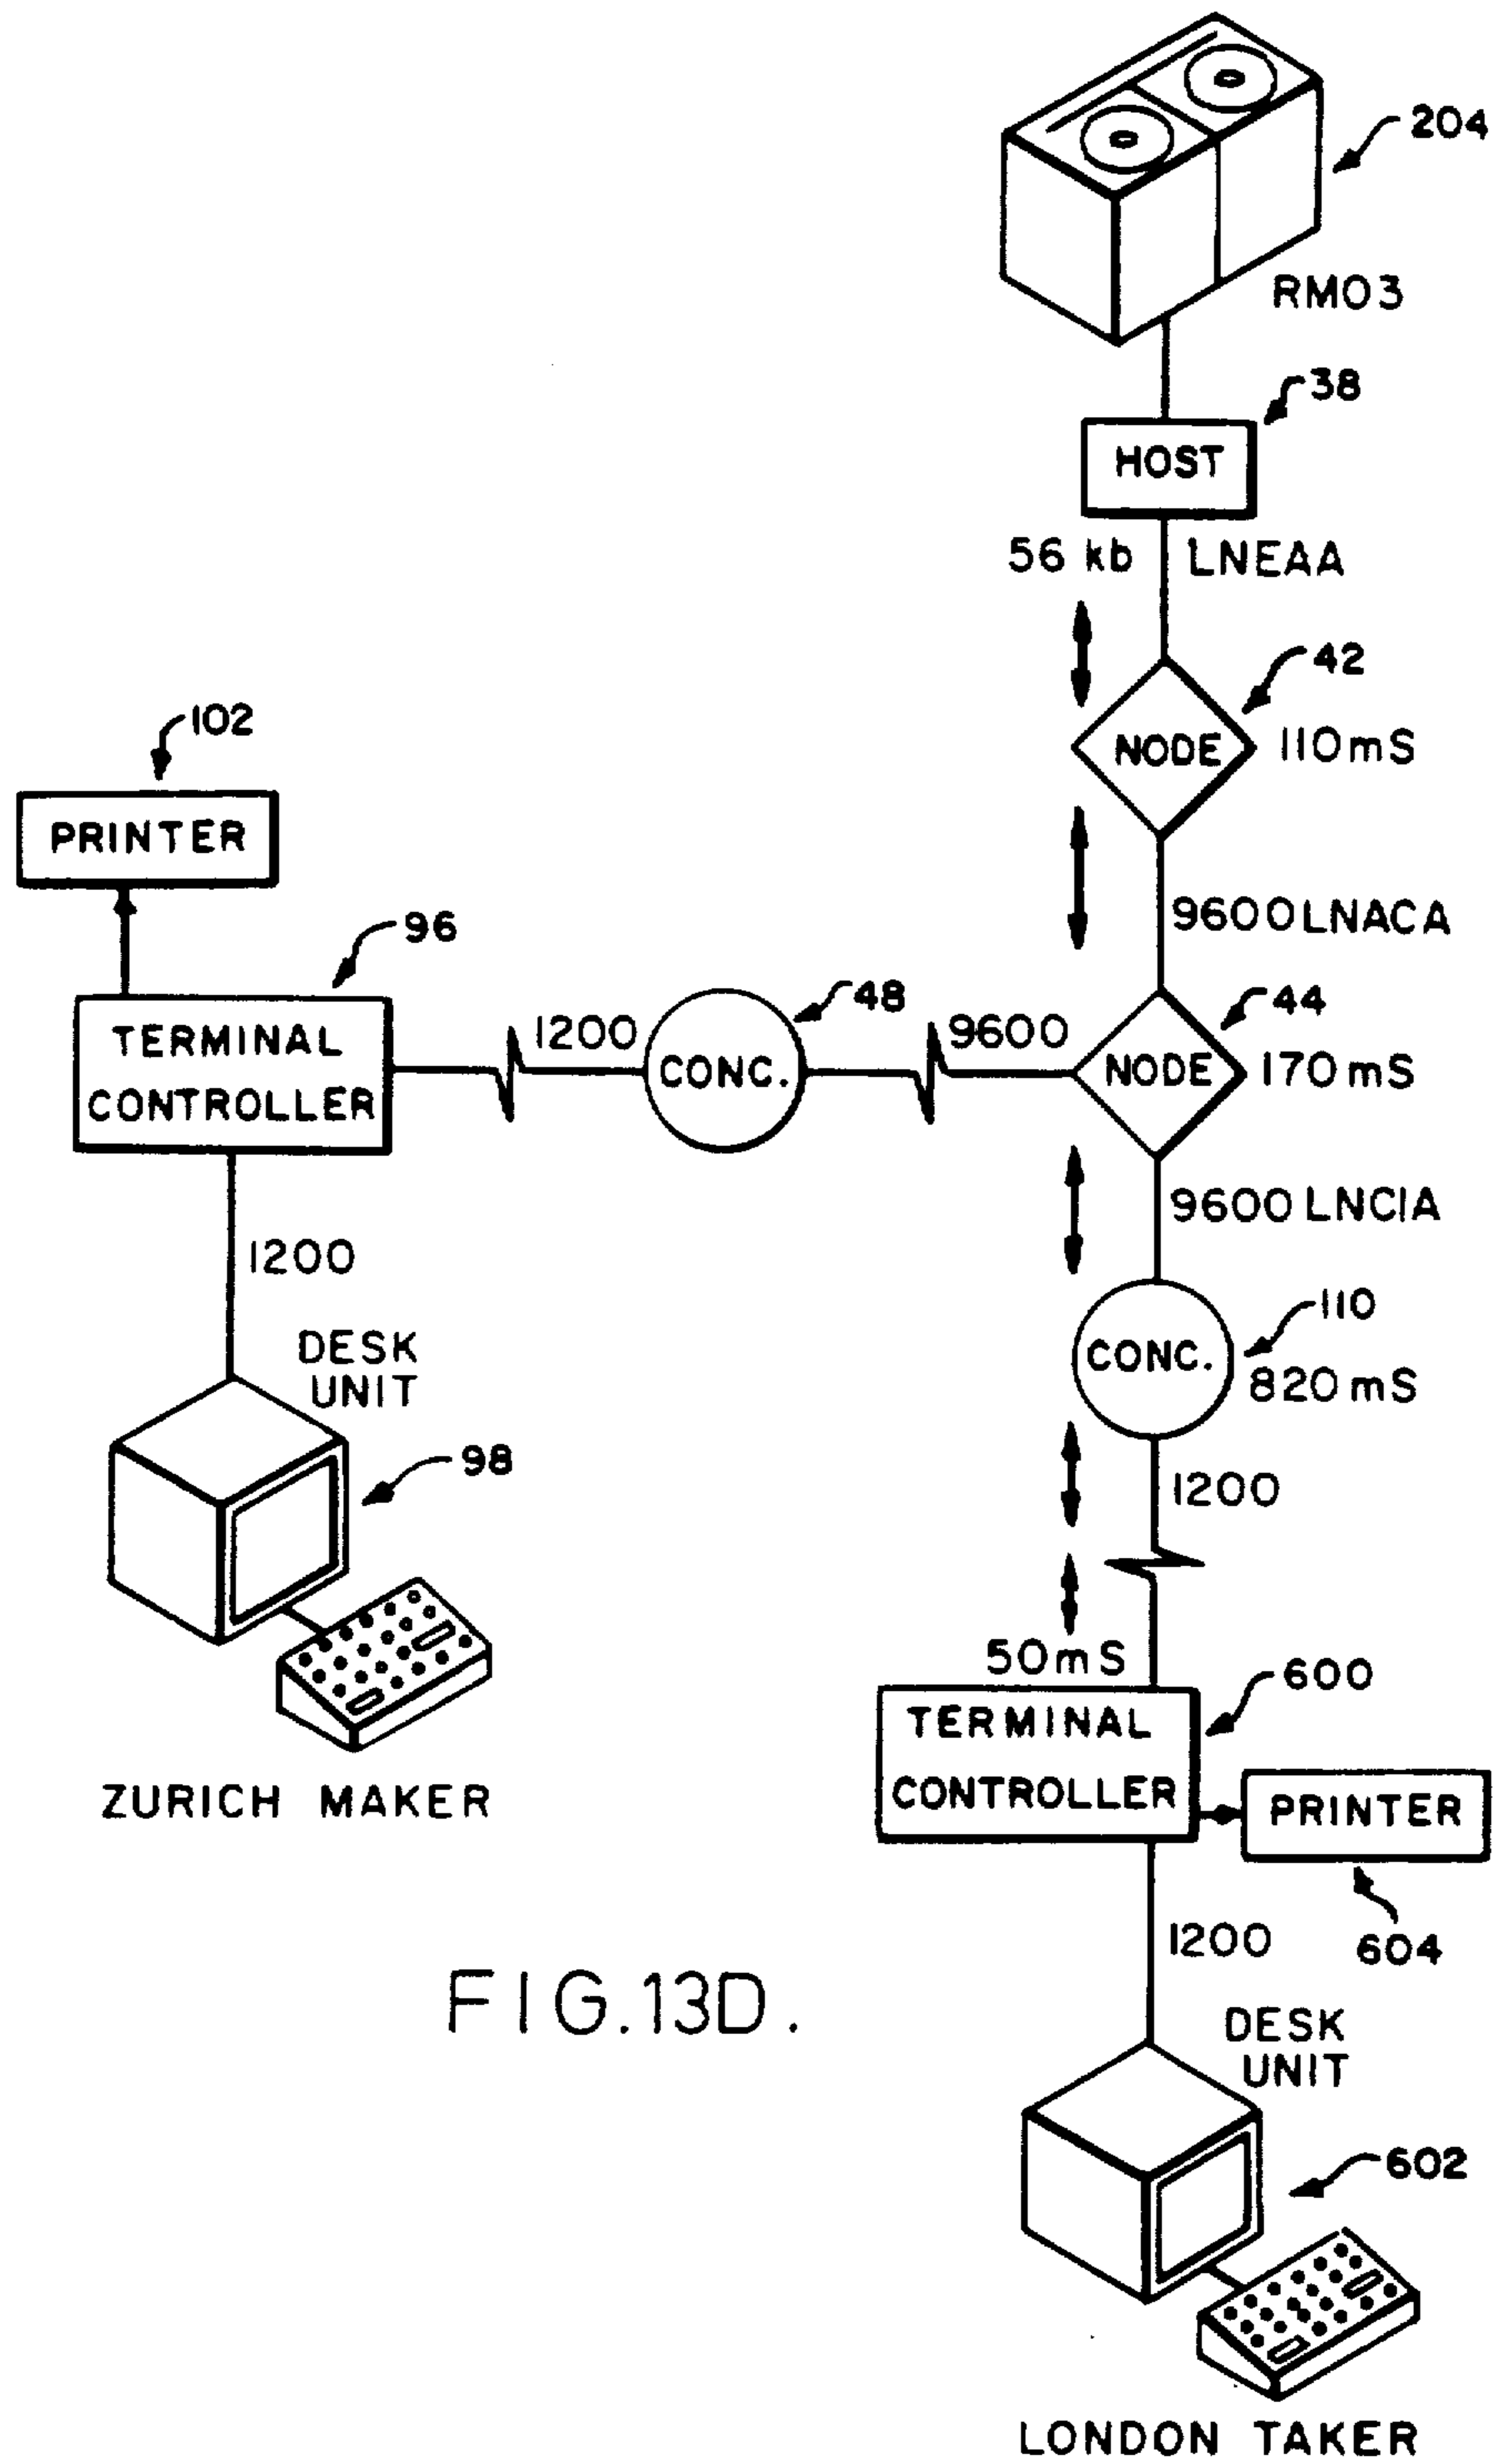 204
RM03
38
HOST
56 kb LNEAA
42
NODE
110mS
102
PRINTER
9600LNACA
96
TERMINAL
CONTROLLER
1200
48
CONC.
9600
44
NODE
170mS
9600 LNCIA
1200
110
CONC.
820mS
DESK
UNIT
98
1200
50mS
600
TERMINAL
CONTROLLER
PRINTER
ZURICH MAKER
604
1200
FIG.13D.
DESK
UNIT
602
LONDON TAKER